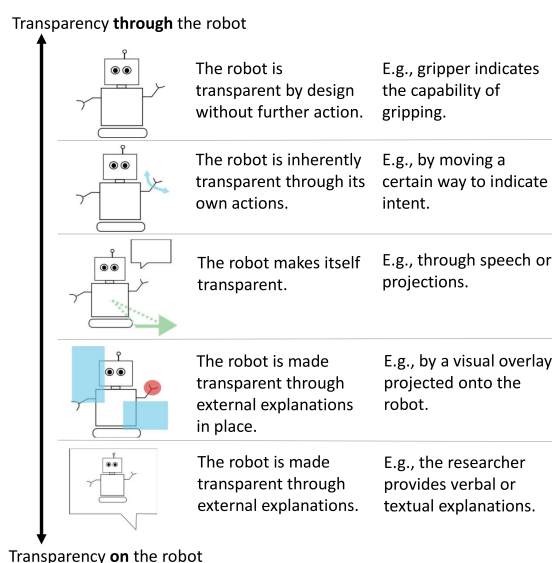 Transparency through the robot
The robot is
transparent by design
without further action.
E.g., gripper indicates
the capability of
gripping.
The robot is inherently
transparent through its
own actions.
E.g., by moving a
certain way to indicate
intent.
The robot makes itself
transparent.
E.g., through speech or
projections.
The robot is made
transparent through
external explanations
in place.
E.g., by a visual overlay
projected onto the
robot.
The robot is made
transparent through
external explanations.
E.g., the researcher
provides verbal or
textual explanations.
Transparency on the robot